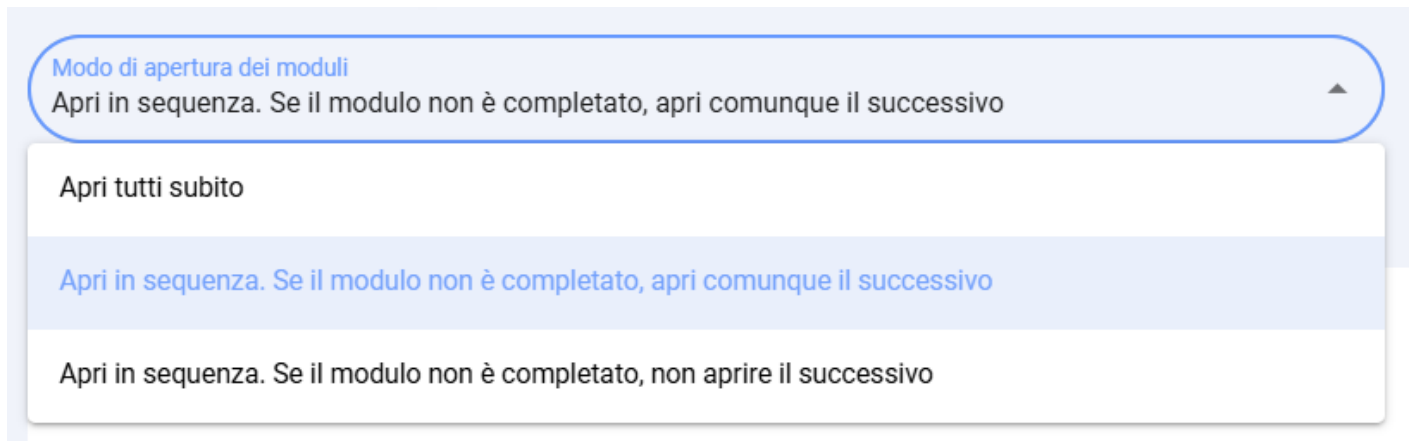 Modo di apertura dei moduli
Apri in sequenza. Se il modulo non è completato, apri comunque il successivo
Apri tutti subito
Apri in sequenza. Se il modulo non è completato, apri comunque il successivo
Apri in sequenza. Se il modulo non è completato, non aprire il successivo